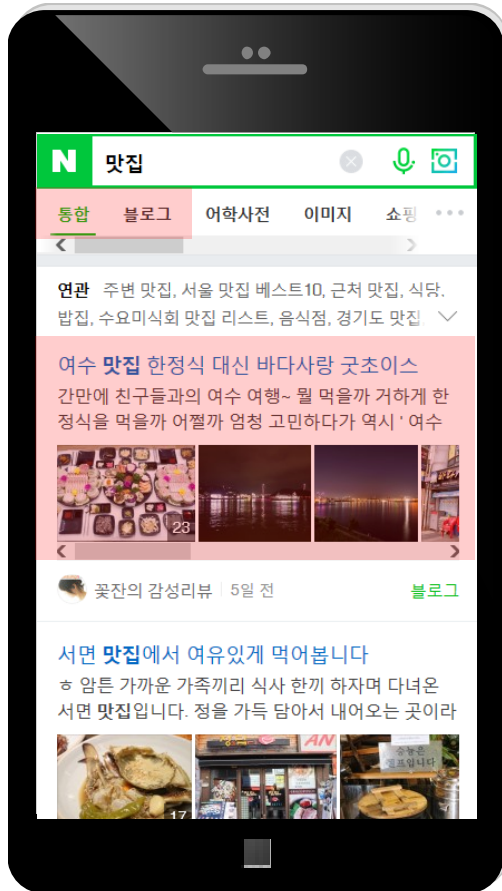 N 맛집
통합 블로그 어학사전 이미지 쇼핑
연관 주변 맛집, 서울 맛집 베스트10, 근처 맛집, 식당,
밥집, 수요미식회 맛집 리스트, 음식점, 경기도 맛집,
여수 맛집 한정식 대신 바다사랑 굿초이스
간만에 친구들과의 여수 여행~ 뭘 먹을까 거하게 한
정식을 먹을까 어쩔까 엄청 고민하다가 역시 ' 여수
23
꽃잔의 감성리뷰 5일 전 블로그
서면 맛집에서 여유있게 먹어봅니다
ㅎ 암튼 가까운 가족끼리 식사 한끼 하자며 다녀온
서면 맛집입니다. 정을 가득 담아서 내어오는 곳이라
17
AN
숭늉은
셀프입니다